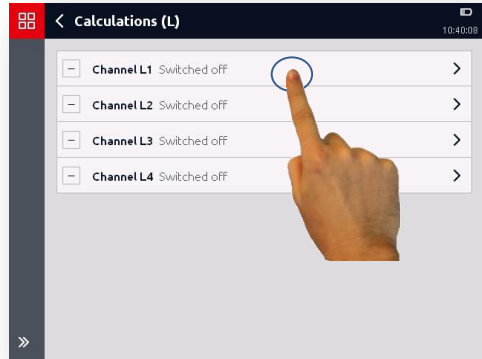 Calculations (L)
10:40:08
Channel L1 Switched off
Channel L2 Switched off
Channel L3 Switched off
Channel L4 Switched off